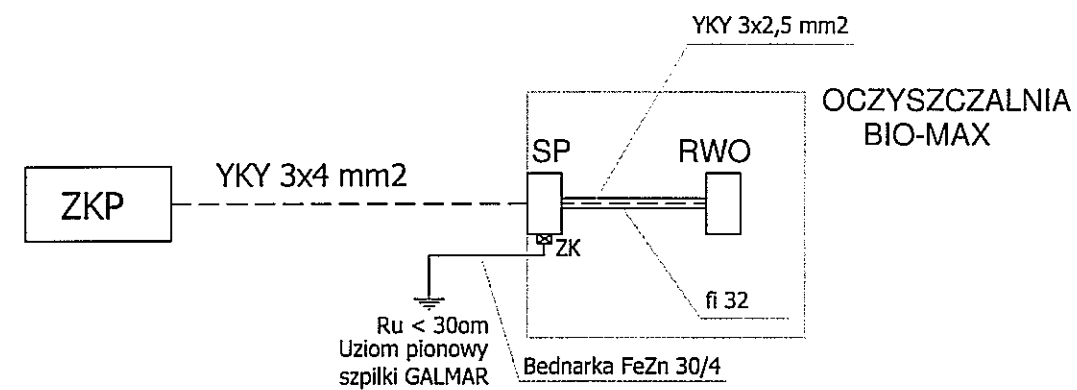 YKY 3x2,5 mm2
OCZYSZCZALNIA
BIO-MAX
SP
RWO
YKY 3x4 mm2
ZKP
ZK
fi 32
Ru < 30om
Uziom pionowy
szpilki GALMAR
Bednarka FeZn 30/4